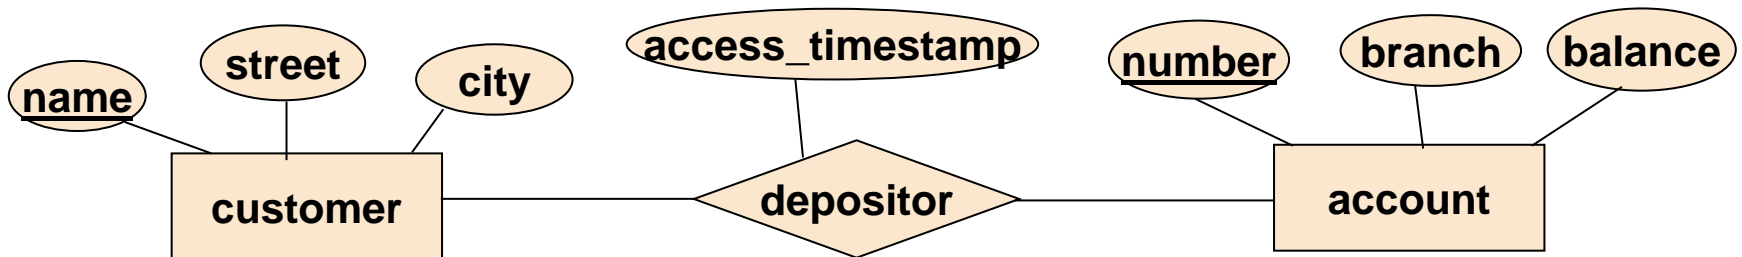 name
street
city
access_timestamp
number
branch
balance
customer
depositor
account